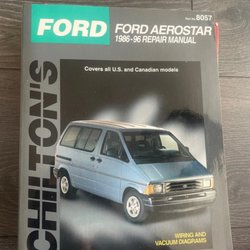 FORD
Part No. 8057
FORD AEROSTAR
1986-96 REPAIR MANUAL
Covers all U.S. and Canadian models
CHILTON'S
WIRING AND
VACUUM DIAGRAMS